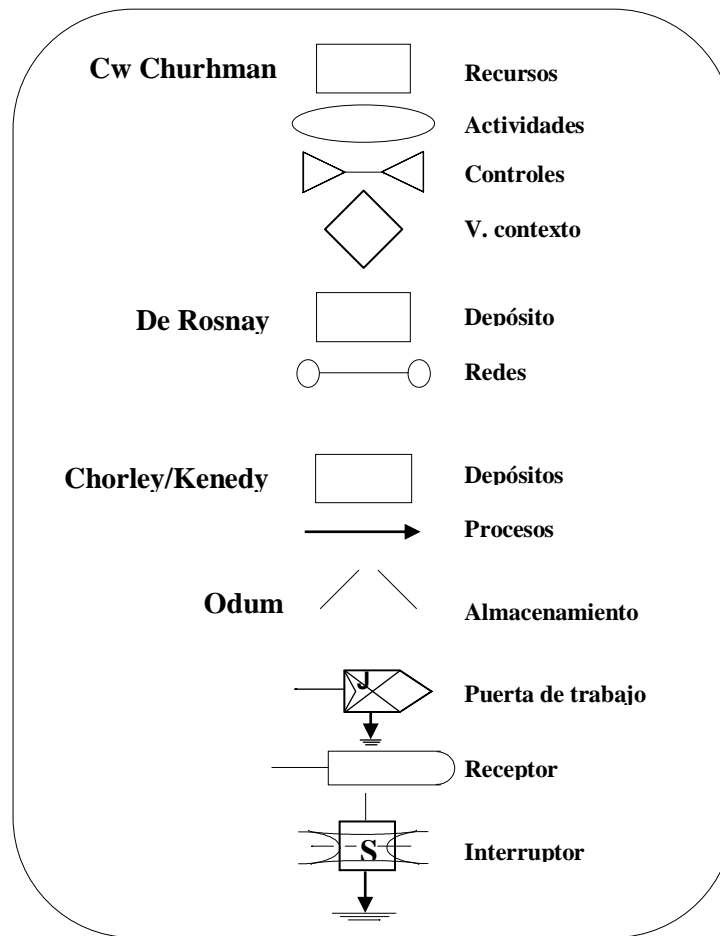 Cw Churhman
Recursos
Actividades
Controles
V. contexto
De Rosnay
Depósito
Redes
Chorley/Kenedy
Depósitos
Procesos
Odum
Almacenamiento
J
Puerta de trabajo
Receptor
S
Interruptor